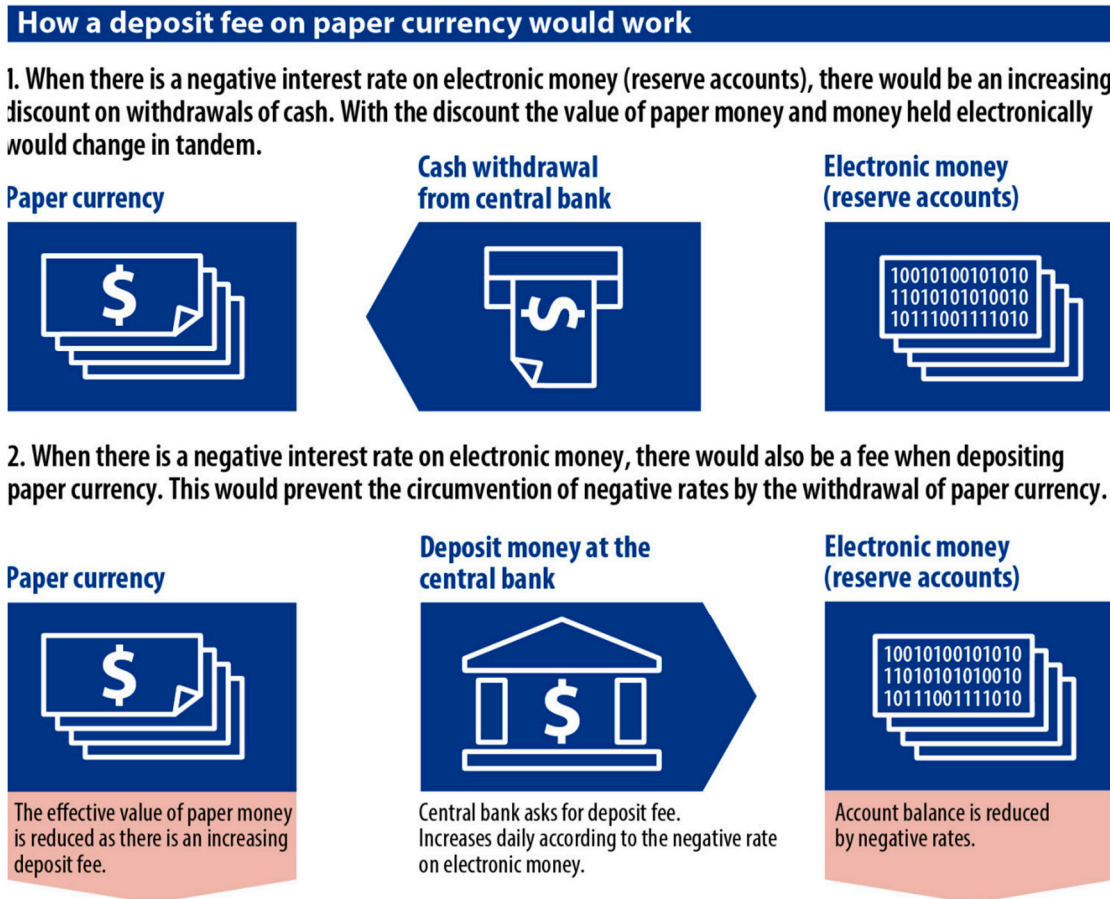 How a deposit fee on paper currency would work
1. When there is a negative interest rate on electronic money (reserve accounts), there would be an increasing
discount on withdrawals of cash. With the discount the value of paper money and money held electronically
would change in tandem.
Paper currency
Cash withdrawal
from central bank
Electronic money
(reserve accounts)
$
$
10010100101010
11010101010010
10111001111010
2. When there is a negative interest rate on electronic money, there would also be a fee when depositing
paper currency. This would prevent the circumvention of negative rates by the withdrawal of paper currency.
Paper currency
Deposit money at the
central bank
Electronic money
(reserve accounts)
$
$
10010100101010
11010101010010
10111001111010
The effective value of paper money
is reduced as there is an increasing
deposit fee.
Central bank asks for deposit fee.
Increases daily according to the negative rate
on electronic money.
Account balance is reduced
by negative rates.